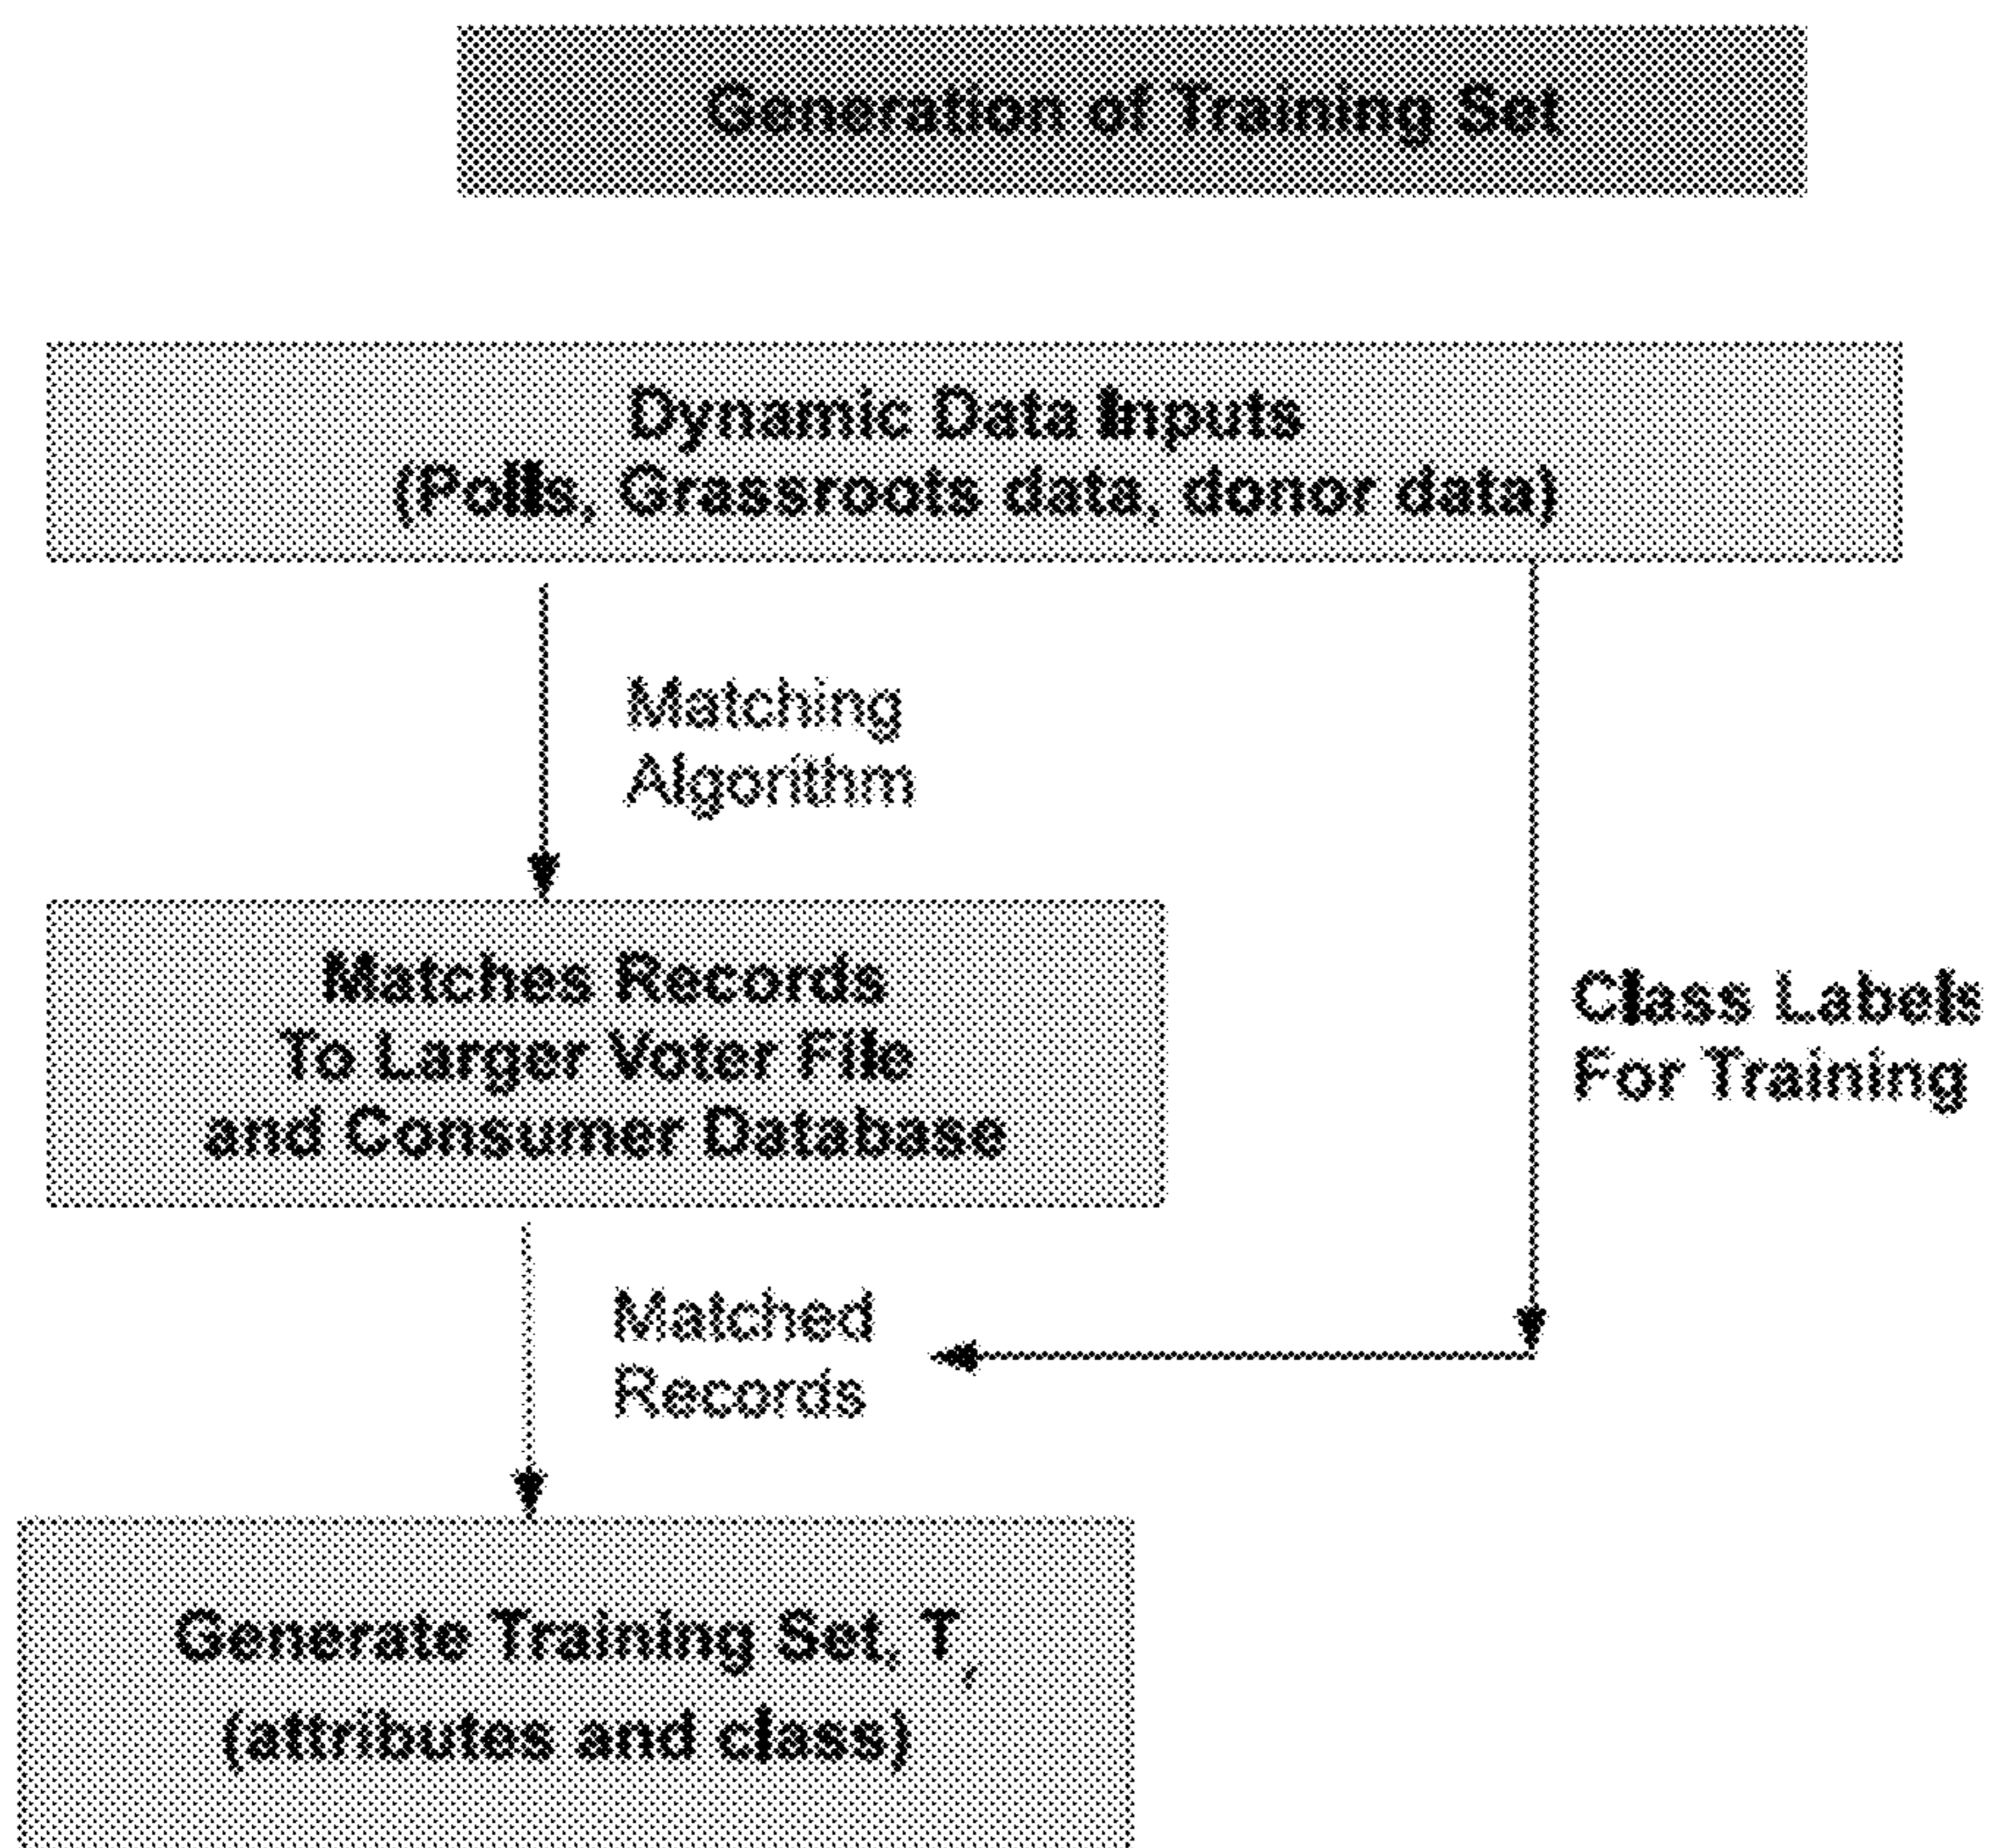 Generation of Training Set
Dynamic Data Inputs
(Polls, Grassroots data, donor data)
Matching
Algorithm
Matches Records
To Larger Voter File
and Consumer Database
Class Labels
For Training
Matched
Records
Generate Training Set, T,
(attributes and class)